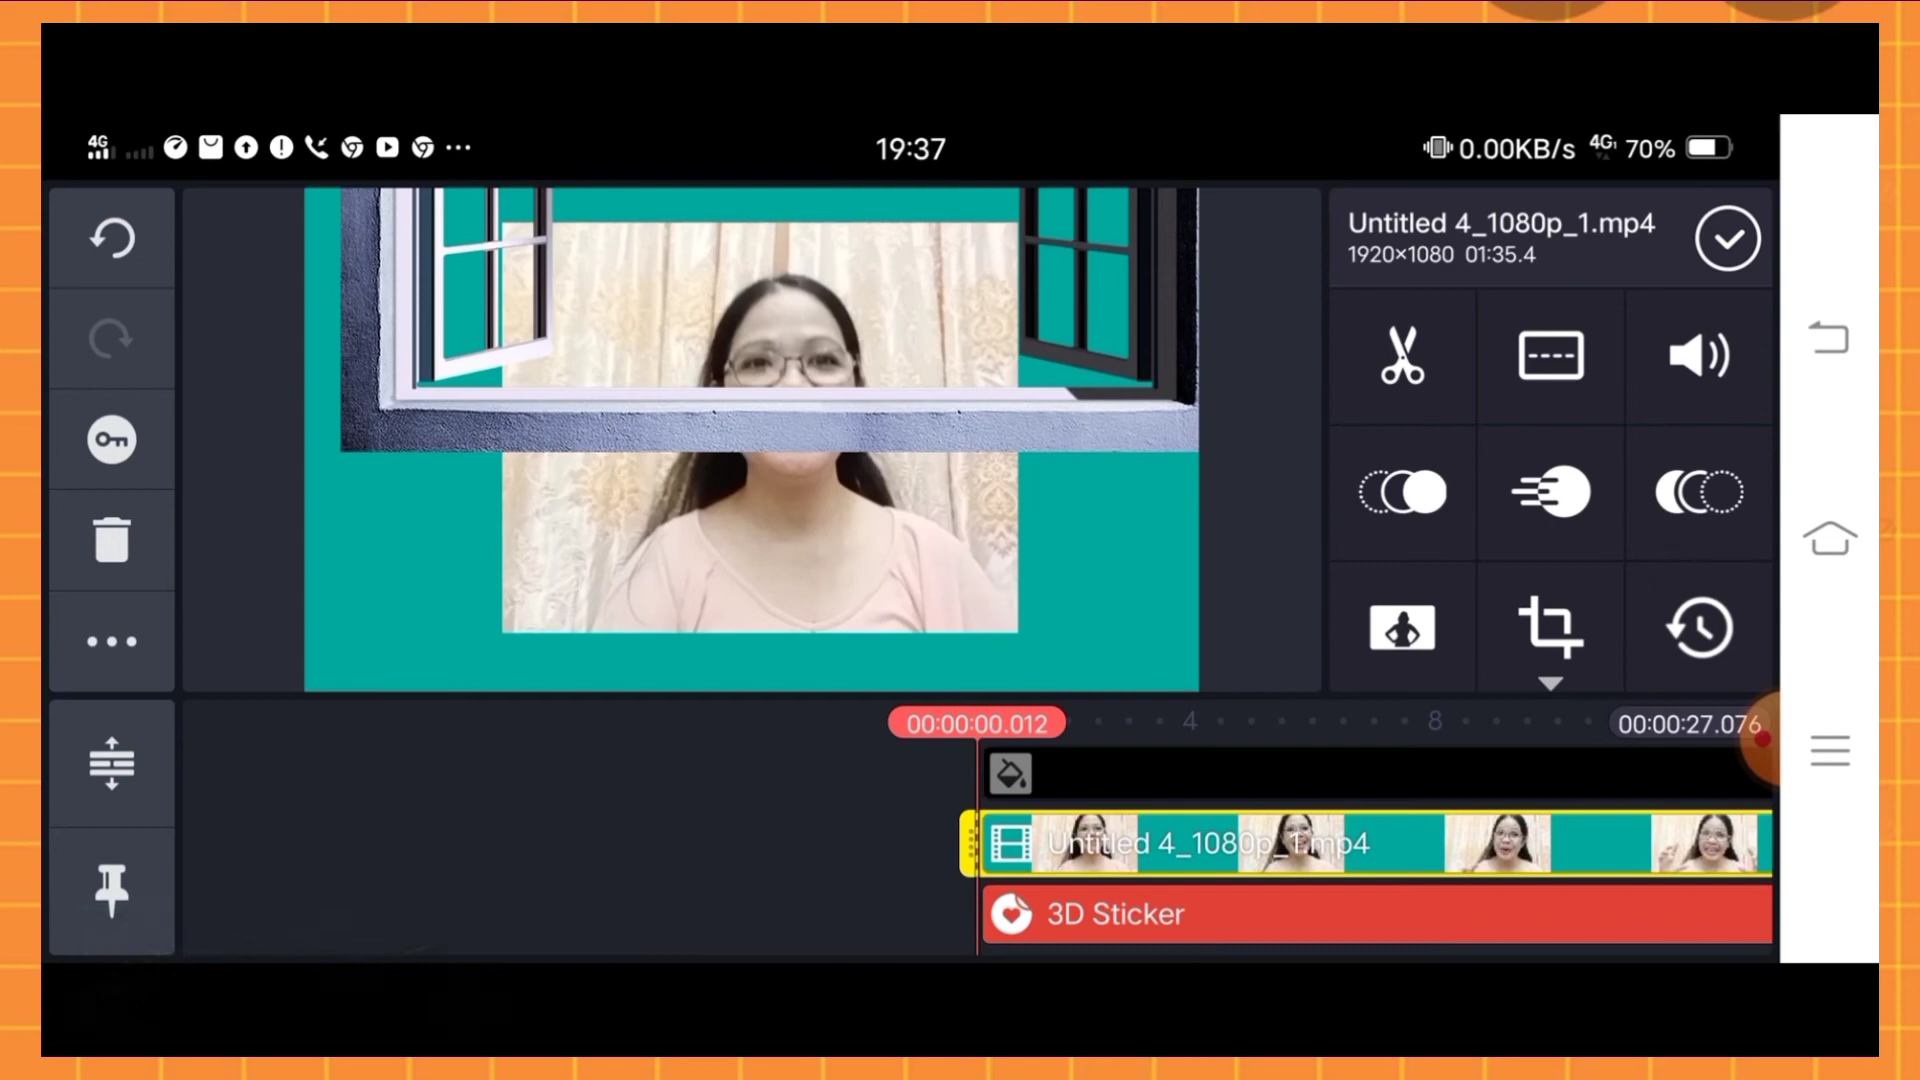 4G
19:37
0.00KB/s 4G 70%
Untitled 4_1080p_1.mp4
1920×1080 01:35.4
00:00:00.012
4
8
00:00:27.076
Untitled 4_1080p_1.mp4
3D Sticker